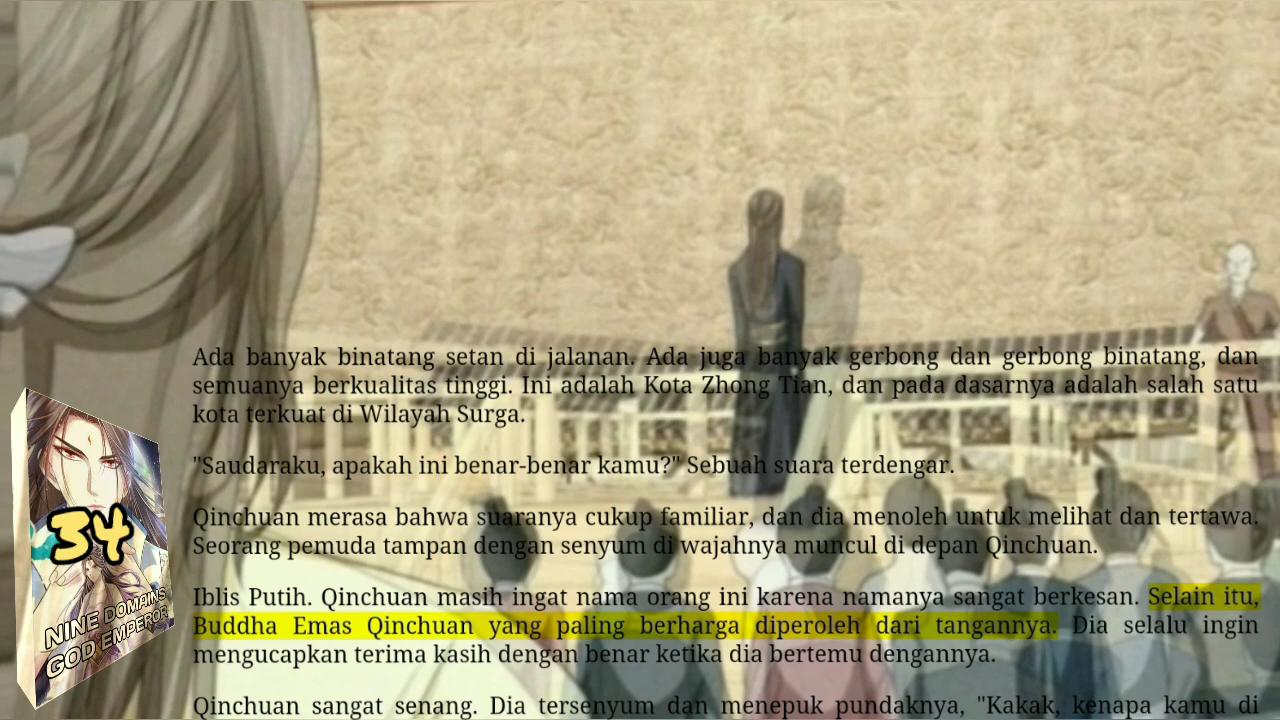 Ada banyak binatang setan di jalanan. Ada juga banyak gerbong dan gerbong binatang, dan
semuanya berkualitas tinggi. Ini adalah Kota Zhong Tian, dan pada dasarnya adalah salah satu
kota terkuat di Wilayah Surga.
"Saudaraku, apakah ini benar-benar kamu?" Sebuah suara terdengar.
Qinchuan merasa bahwa suaranya cukup familiar, dan dia menoleh untuk melihat dan tertawa.
Seorang pemuda tampan dengan senyum di wajahnya muncul di depan Qinchuan.
Iblis Putih. Qinchuan masih ingat nama orang ini karena namanya sangat berkesan. Selain itu,
Buddha Emas Qinchuan yang paling berharga diperoleh dari tangannya. Dia selalu ingin
mengucapkan terima kasih dengan benar ketika dia bertemu dengannya.
Qinchuan sangat senang. Dia tersenyum dan menepuk pundaknya, "Kakak, kenapa kamu di
34
NINE DOMAINS
GOD EMPEROR